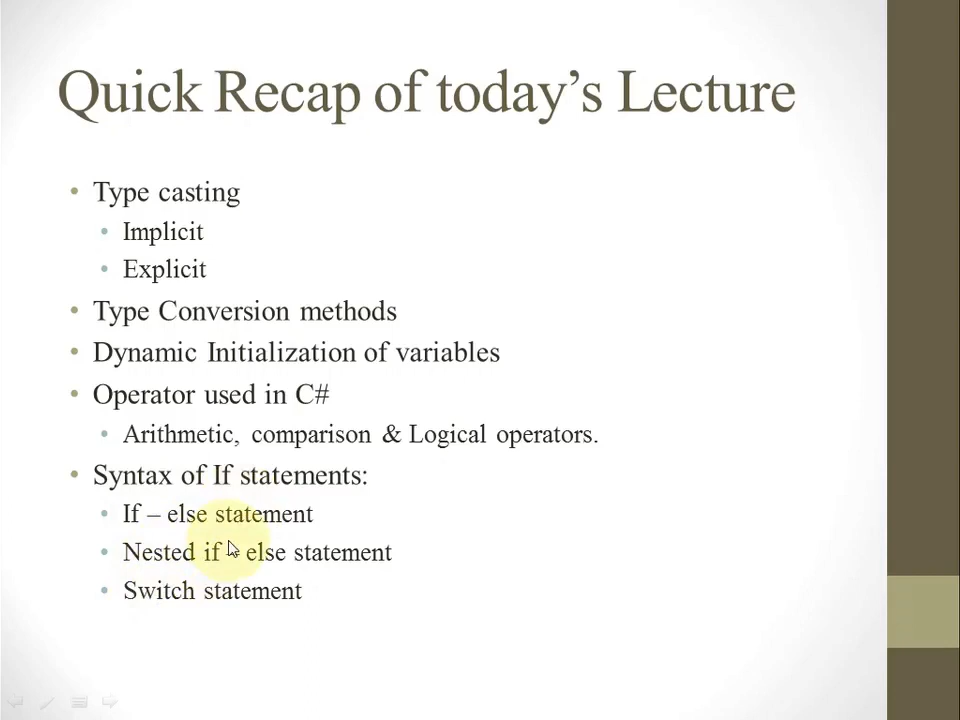 Quick Recap of today’s Lecture
• Type casting
• Implicit
• Explicit
• Type Conversion methods
• Dynamic Initialization of variables
• Operator used in C#
• Arithmetic, comparison & Logical operators.
• Syntax of If statements:
• If – else statement
• Nested if – else statement
• Switch statement